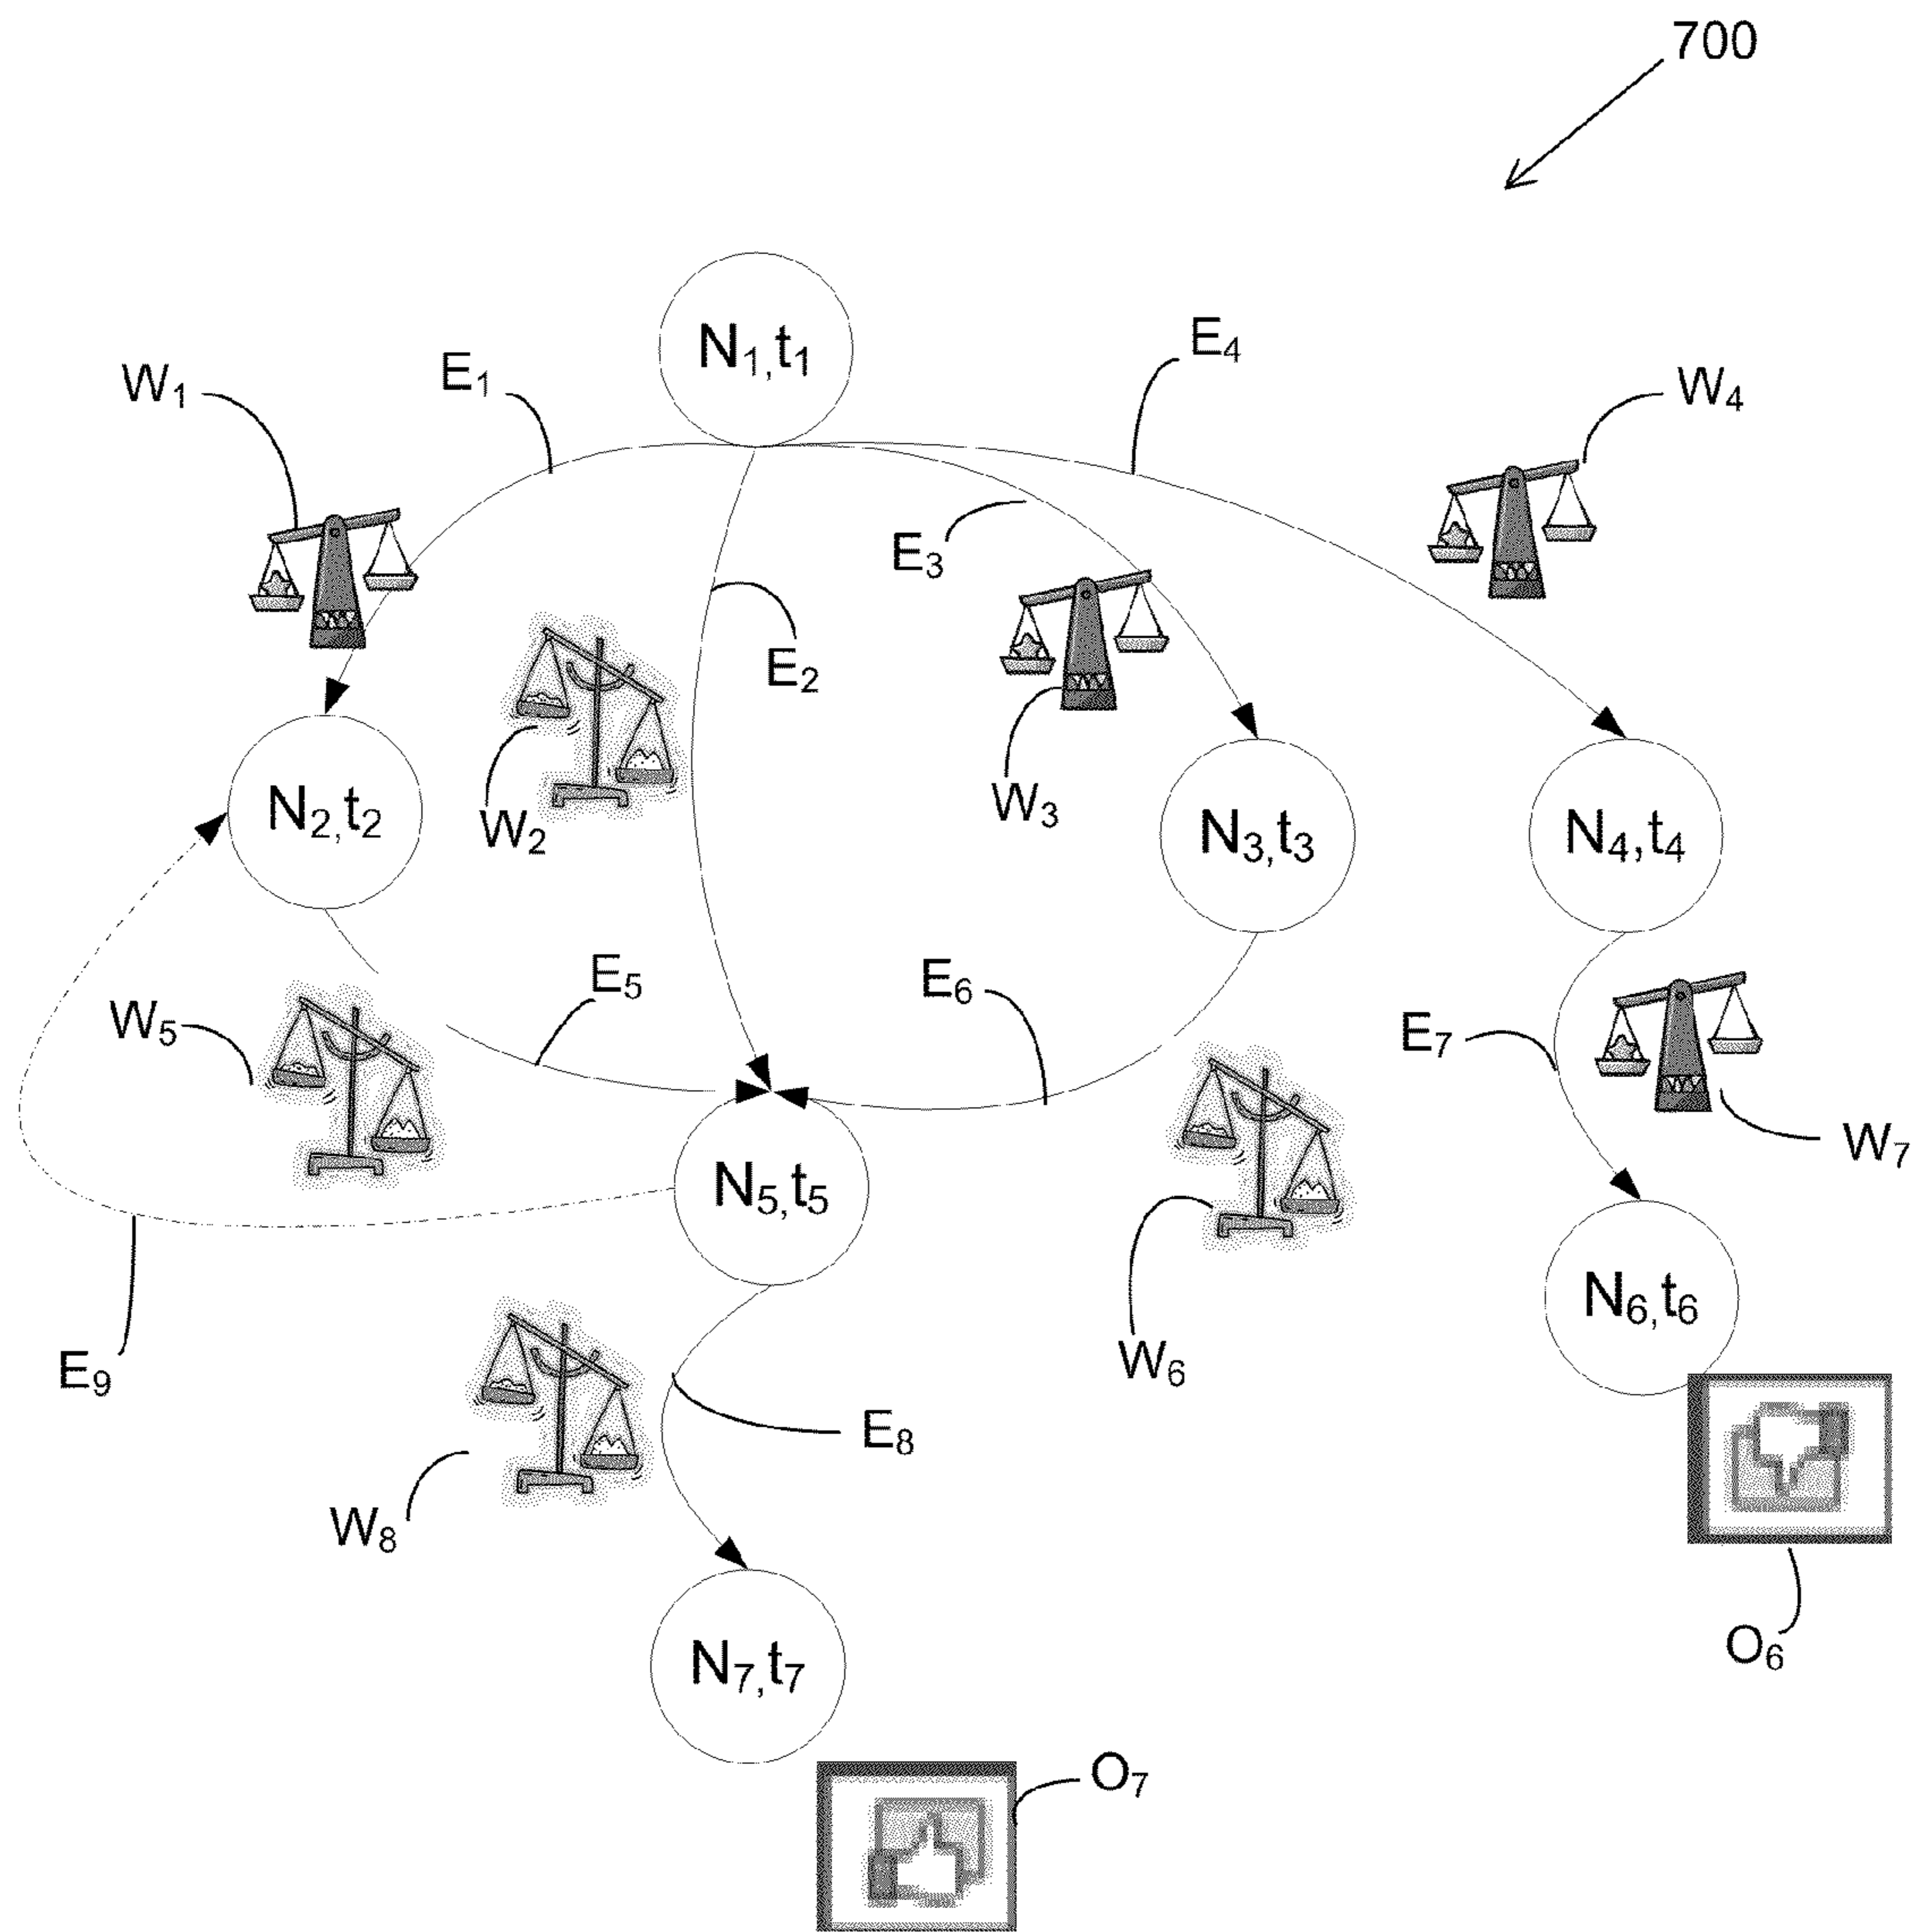 700
N₁,t₁
E₄
E₁
W₁
W₄
E₃
E₂
W₃
W₂
N₂,t₂
N₃,t₃
N₄,t₄
E₅
E₆
W₅
E₇
W₇
N₅,t₅
N₆,t₆
E₉
W₆
E₈
W₈
O₆
N₇,t₇
O₇